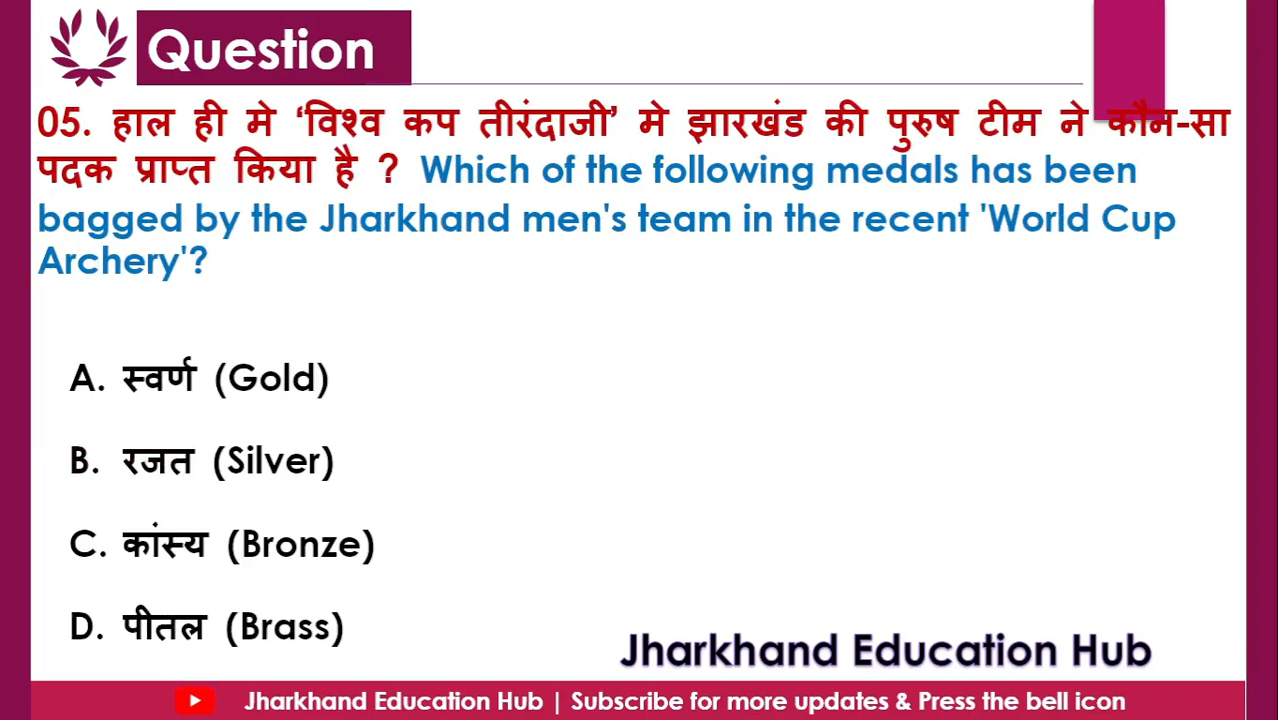 Question
05. हाल ही मे ‘विश्व कप तीरंदाजी’ मे झारखंड की पुरुष टीम ने कौन-सा
पदक प्राप्त किया है ? Which of the following medals has been
bagged by the Jharkhand men's team in the recent 'World Cup
Archery'?
A. स्वर्ण (Gold)
B. रजत (Silver)
C. कांस्य (Bronze)
D. पीतल (Brass)
Jharkhand Education Hub
Jharkhand Education Hub | Subscribe for more updates & Press the bell icon